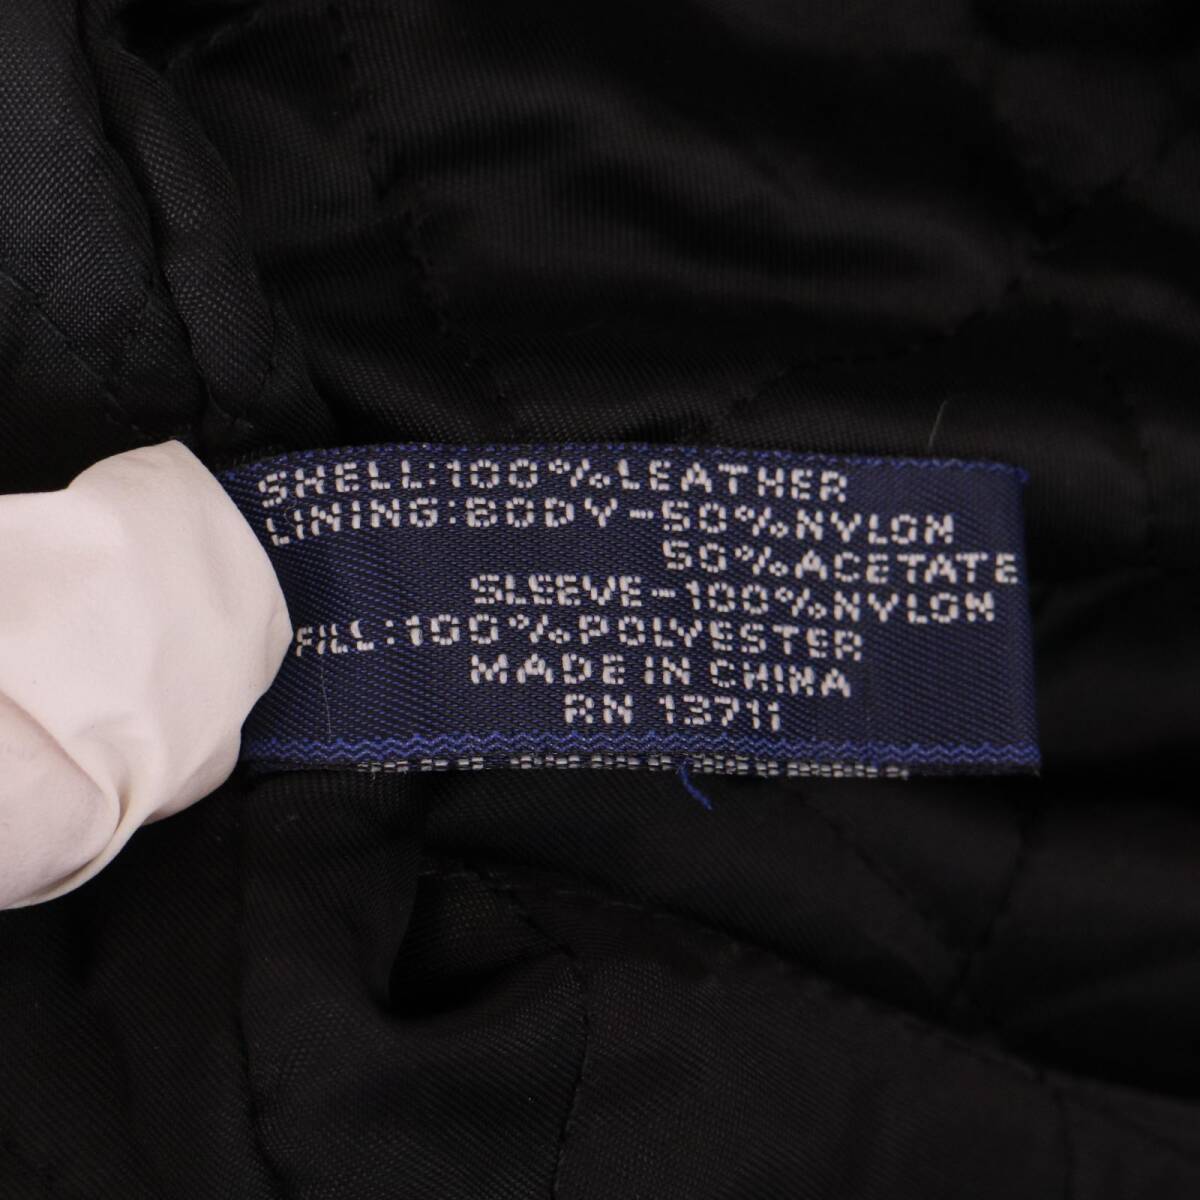 SHELL:100%LEATHER
LINING:BODY-50%NYLON
50%ACETATE
SLEEVE-100%NYLON
FILL:100%POLYESTER
MADE IN CHINA
RN 13711